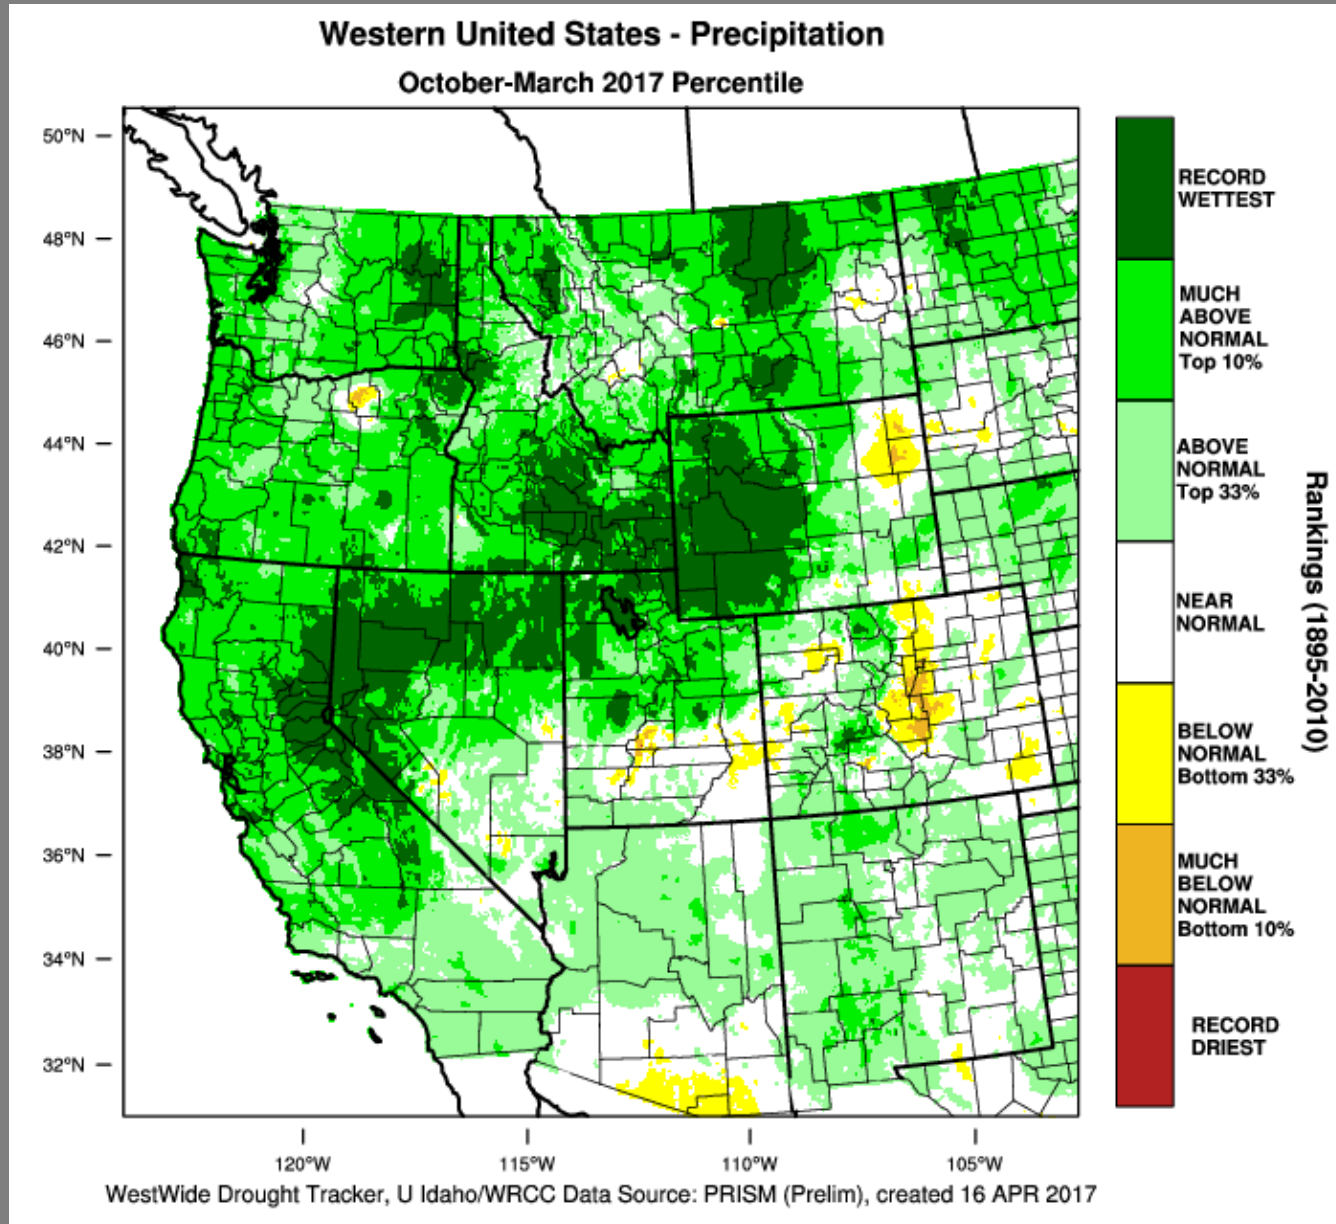 Western United States - Precipitation
October-March 2017 Percentile
50°N
48°N
46°N
44°N
42°N
40°N
38°N
36°N
34°N
32°N
120°W
115°W
110°W
105°W
RECORD
WETTEST
MUCH
ABOVE
NORMAL
Top 10%
ABOVE
NORMAL
Top 33%
NEAR
NORMAL
BELOW
NORMAL
Bottom 33%
MUCH
BELOW
NORMAL
Bottom 10%
RECORD
DRIEST
Rankings (1895-2010)
WestWide Drought Tracker, U Idaho/WRCC Data Source: PRISM (Prelim), created 16 APR 2017